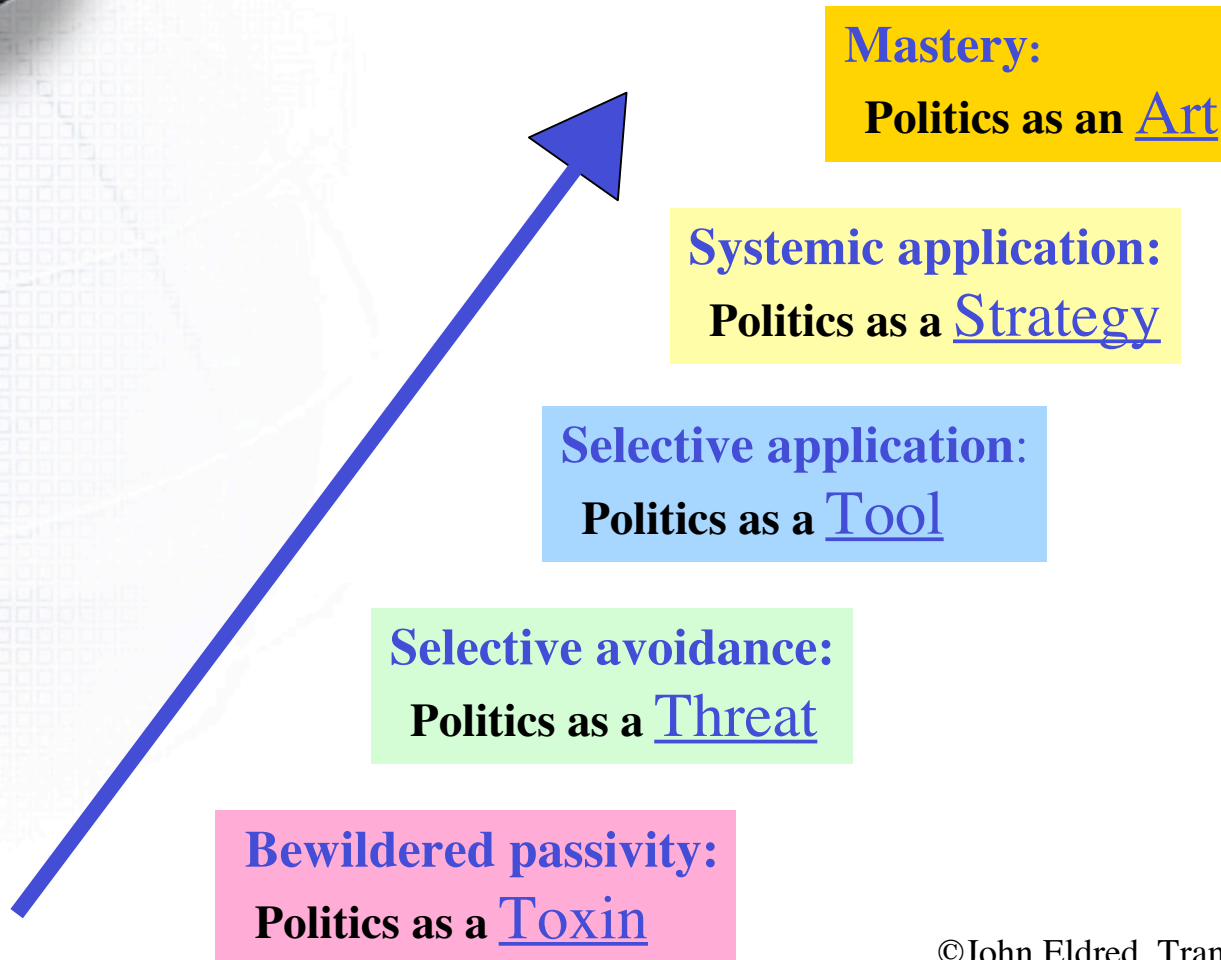 Mastery:
Politics as an Art
Systemic application:
Politics as a Strategy
Selective application:
Politics as a Tool
Selective avoidance:
Politics as a Threat
Bewildered passivity:
Politics as a Toxin
©John Eldred